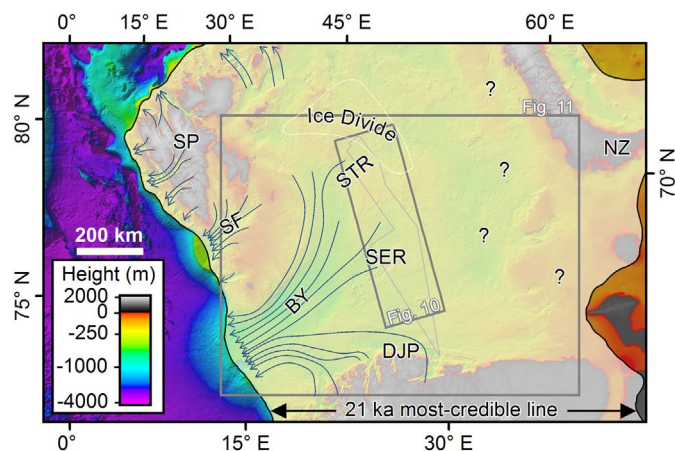 0°
15° E
30° E
45° E
60° E
80° N
75° N
70° N
?
Fig. 11
Ice Divide
SP
NZ
STR
?
SF
?
200 km
SER
?
Height (m)
2000
0
-250
-1000
-4000
BY
Fig. 10
DJP
21 ka most-credible line
0°
15° E
30° E